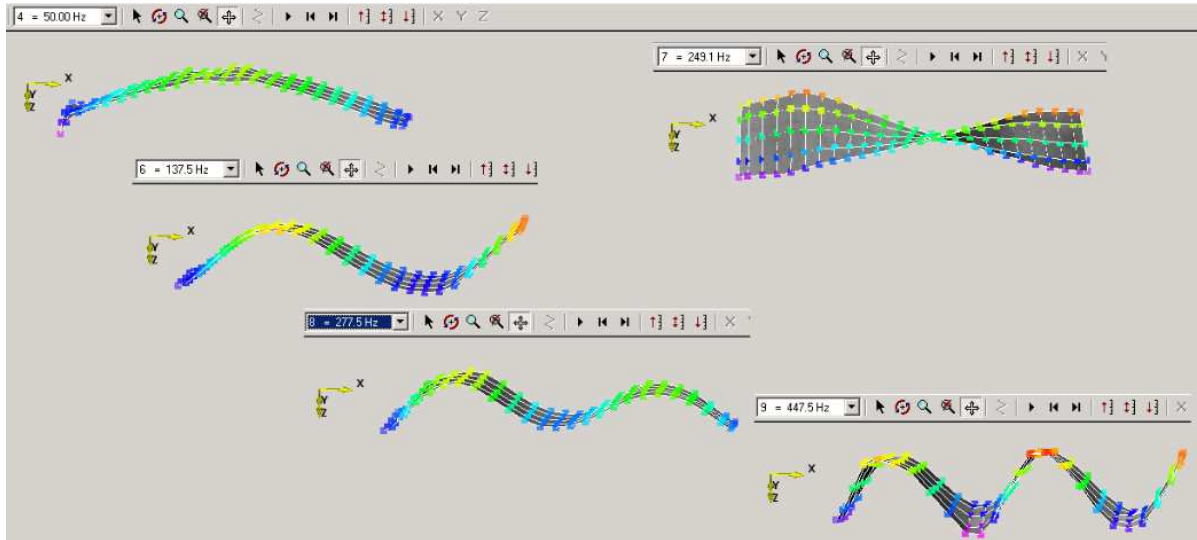 4 = 50.00 Hz
X Y Z
X
Y
Z
7 = 249.1 Hz
X
X
Y
Z
6 = 137.5 Hz
X
Y
Z
8 = 277.5 Hz
X
X
Y
Z
9 = 447.5 Hz
X
X
Y
Z